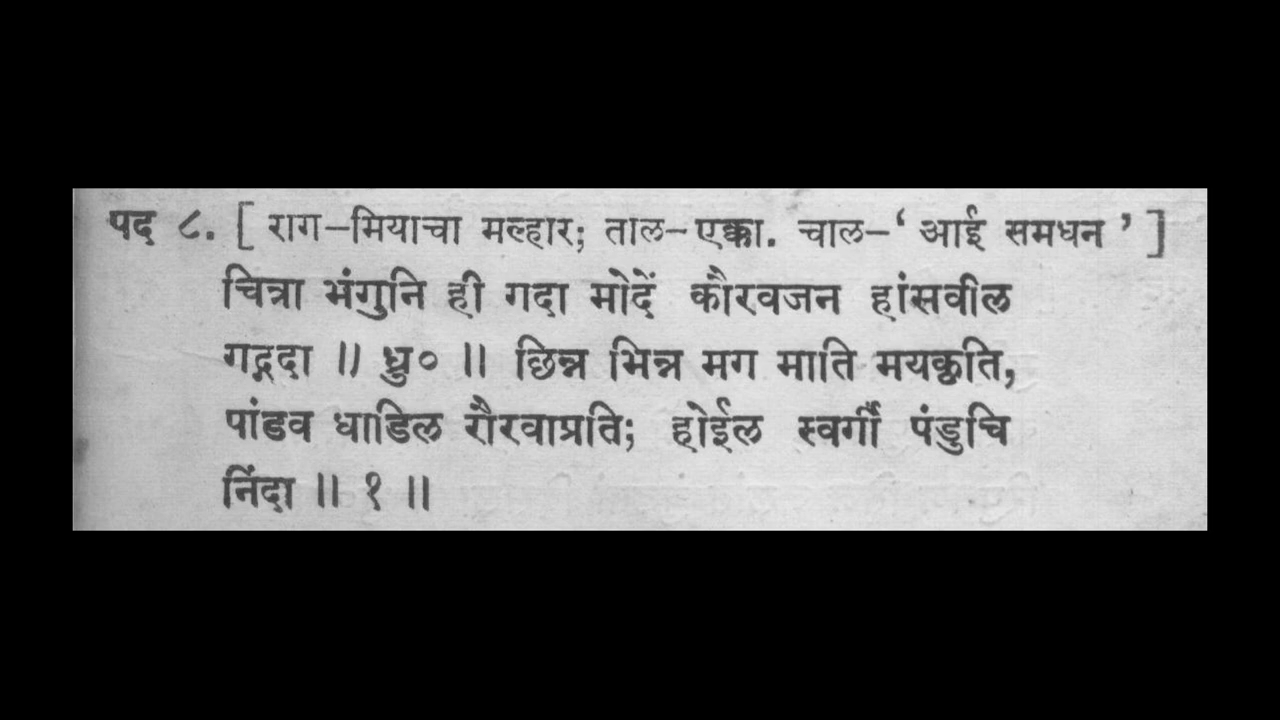 पद ८. [ राग–मियाचा मल्हार; ताल–एक्का. चाल–‘ आई समधन ’ ]
चित्रा भंगुनि ही गदा मोदें कौरवजन हांसवील
गद्गदा ॥ ध्रु० ॥ छिन्न भिन्न मग माति मयकृति,
पांडव धाडिल रौरवाप्रति; होईल स्वर्गीं पंडुचि
निंदा ॥ १ ॥